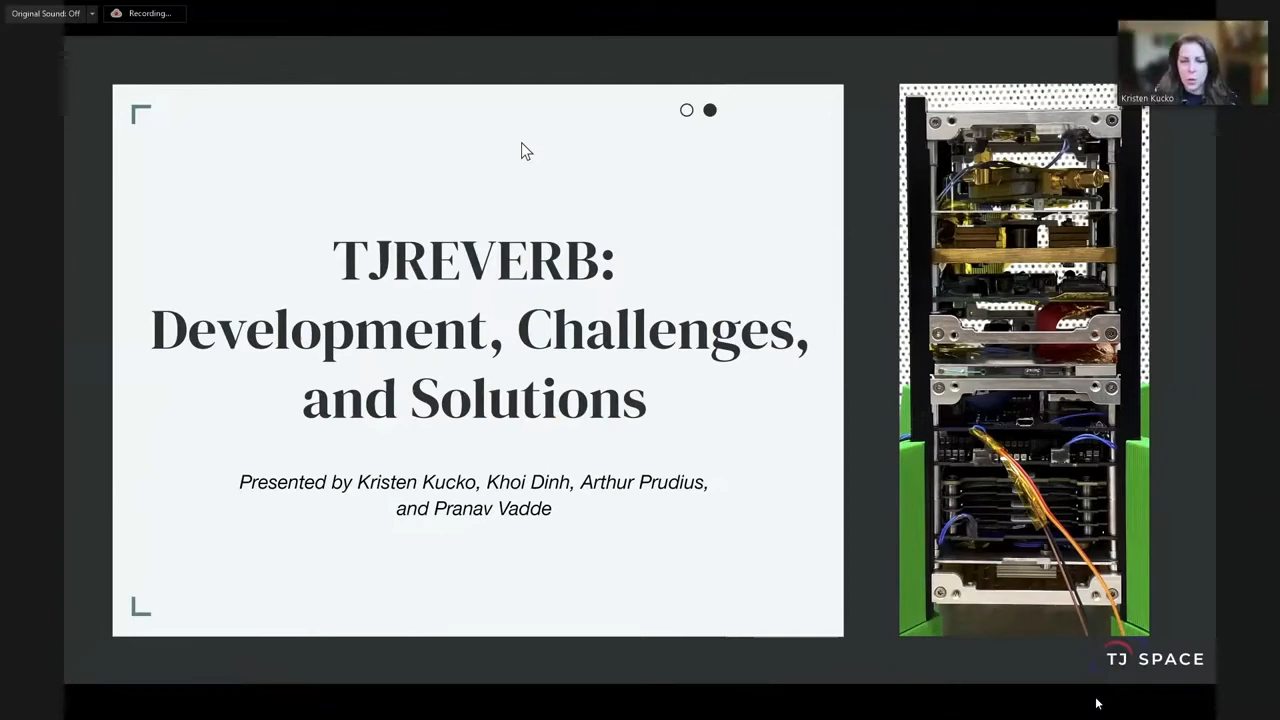 Original Sound: Off
Recording...
Kristen Kucko
TJREVERB:
Development, Challenges,
and Solutions
Presented by Kristen Kucko, Khoi Dinh, Arthur Prudius,
and Pranav Vadde
TJ SPACE